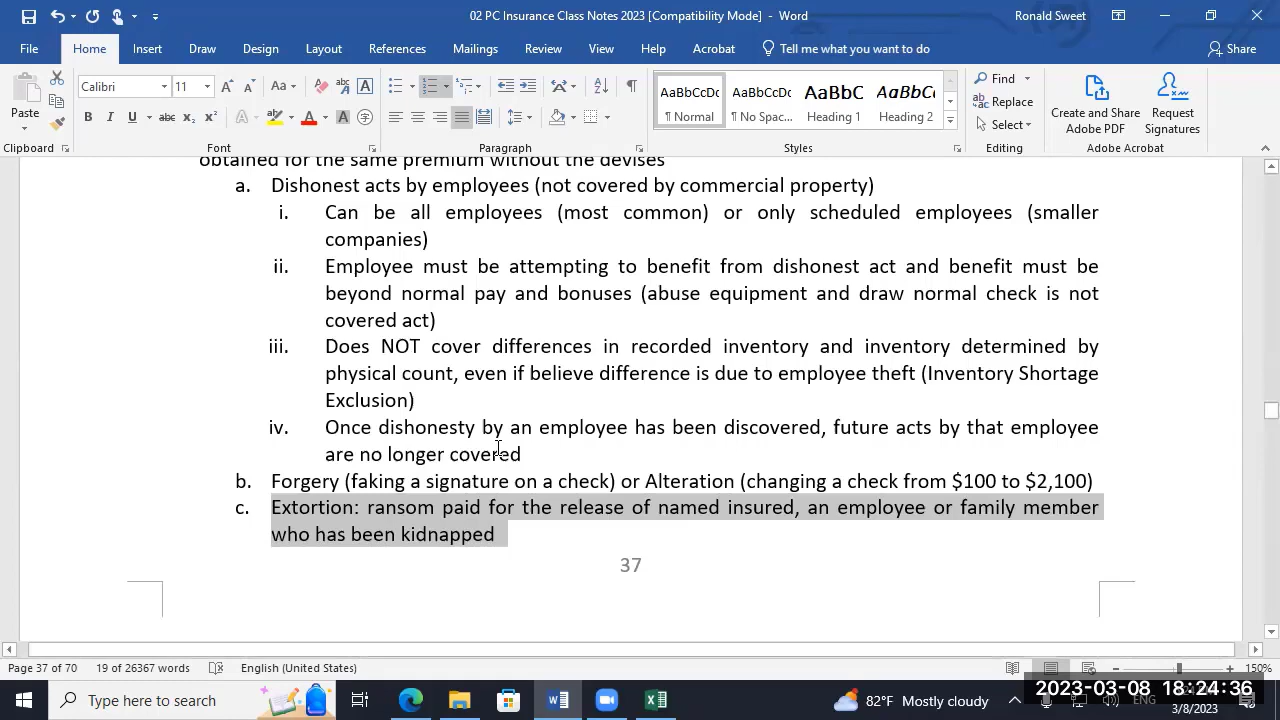 02 PC Insurance Class Notes 2023 [Compatibility Mode] - Word
Ronald Sweet
File Home Insert Draw Design Layout References Mailings Review View Help Acrobat Tell me what you want to do Share
Paste
Calibri 11
AaBbCcDc AaBbCcDc AaBbC AaBbC
¶ Normal ¶ No Spac... Heading 1 Heading 2
Find
Replace
Select
Create and Share Adobe PDF
Request Signatures
Clipboard Font Paragraph Styles Editing Adobe Acrobat
obtained for the same premium without the devises
a. Dishonest acts by employees (not covered by commercial property)
i. Can be all employees (most common) or only scheduled employees (smaller
companies)
ii. Employee must be attempting to benefit from dishonest act and benefit must be
beyond normal pay and bonuses (abuse equipment and draw normal check is not
covered act)
iii. Does NOT cover differences in recorded inventory and inventory determined by
physical count, even if believe difference is due to employee theft (Inventory Shortage
Exclusion)
iv. Once dishonesty by an employee has been discovered, future acts by that employee
are no longer covered
b. Forgery (faking a signature on a check) or Alteration (changing a check from $100 to $2,100)
c. Extortion: ransom paid for the release of named insured, an employee or family member
who has been kidnapped
37
Page 37 of 70 19 of 26367 words English (United States) 150%
Type here to search
82°F Mostly cloudy
ENG
2023-03-08 18:24:36
3/8/2023